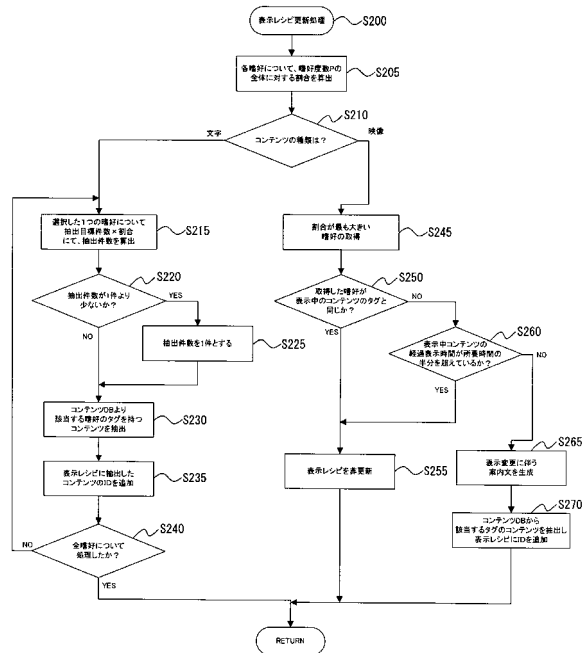 表示レシピ更新処理
S200
各嗜好について、嗜好度数Pの
全体に対する割合を算出
S205
S210
コンテンツの種類は？
文字
映像
選択した1つの嗜好について
抽出目標件数×割合
にて、抽出件数を算出
S215
S220
抽出件数が1件より
少ないか？
YES
NO
抽出件数を1件とする
S225
コンテンツDBより
該当する嗜好のタグを持つ
コンテンツを抽出
S230
表示レシピに抽出した
コンテンツのIDを追加
S235
S240
全嗜好について
処理したか？
NO
YES
割合が最も大きい
嗜好の取得
S245
S250
取得した嗜好が
表示中のコンテンツのタグと
同じか？
NO
YES
S260
表示中コンテンツの
経過表示時間が所要時間の
半分を超えているか？
NO
YES
表示レシピを非更新
S255
S265
表示変更に伴う
案内文を生成
S270
コンテンツDBから
該当するタグのコンテンツを抽出し
表示レシピにIDを追加
RETURN